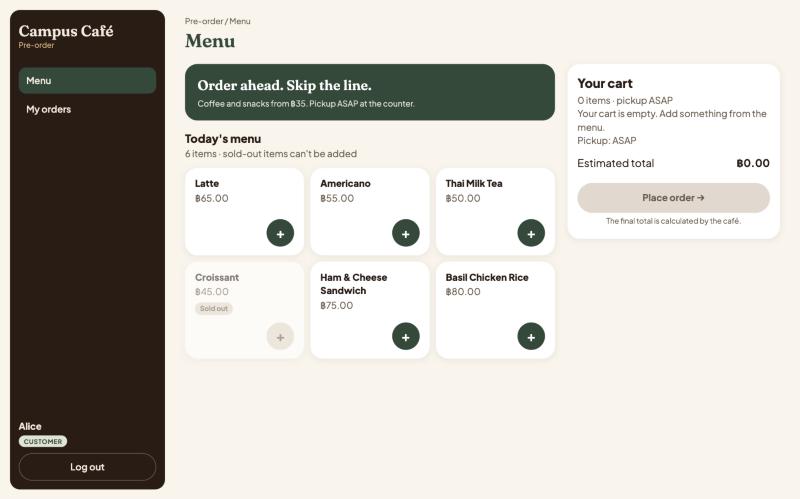 Campus Café
Pre-order
Menu
My orders
Alice
CUSTOMER
Log out
Pre-order / Menu
Menu
Order ahead. Skip the line.
Coffee and snacks from ฿35. Pickup ASAP at the counter.
Today's menu
6 items · sold-out items can't be added
Latte
฿65.00
+
Americano
฿55.00
+
Thai Milk Tea
฿50.00
+
Croissant
฿45.00
Sold out
+
Ham & Cheese
Sandwich
฿75.00
+
Basil Chicken Rice
฿80.00
+
Your cart
0 items · pickup ASAP
Your cart is empty. Add something from the
menu.
Pickup: ASAP
Estimated total ฿0.00
Place order →
The final total is calculated by the café.